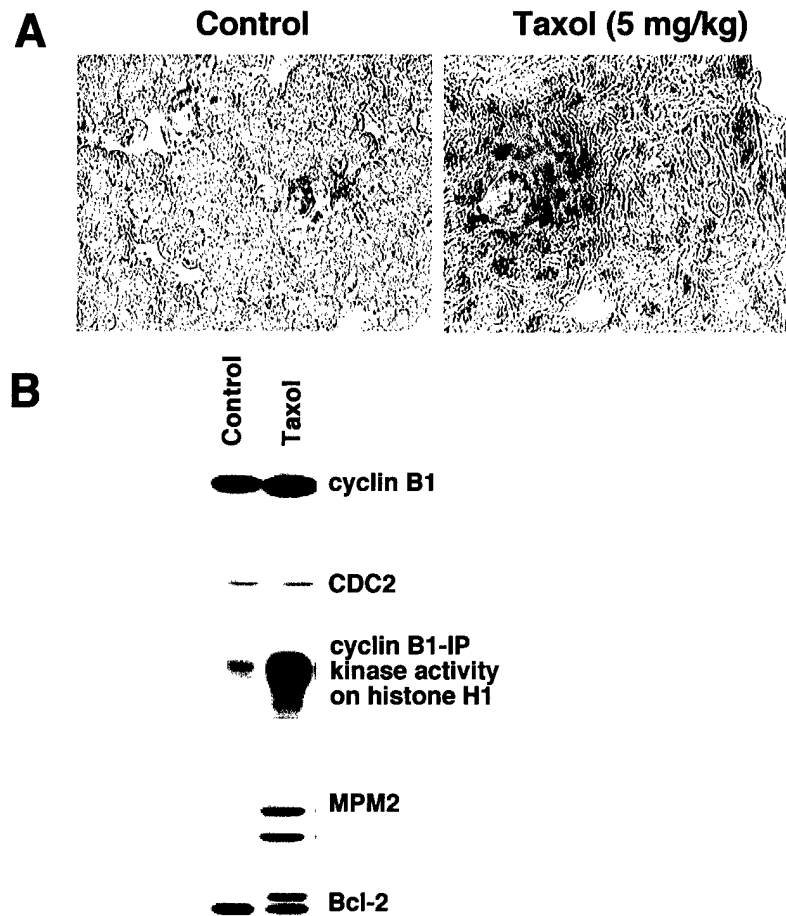 A
Control
Taxol (5 mg/kg)
B
Control
Taxol
cyclin B1
CDC2
cyclin B1-IP
kinase activity
on histone H1
MPM2
Bcl-2